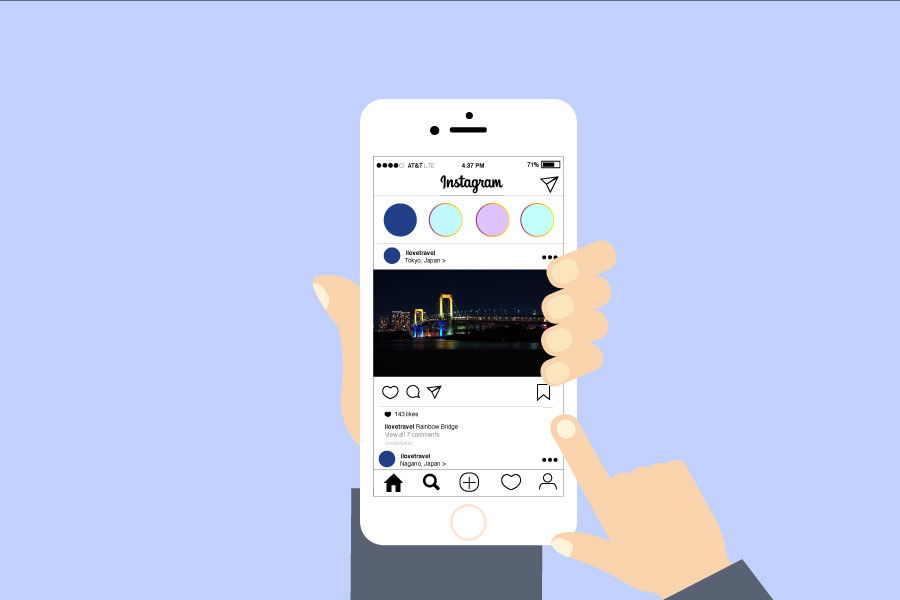 AT&T LTE 4:37 PM 71%
Instagram
ilovetravel
Tokyo, Japan >
143 likes
ilovetravel Rainbow Bridge
View all 7 comments
ilovetravel
Nagano, Japan >